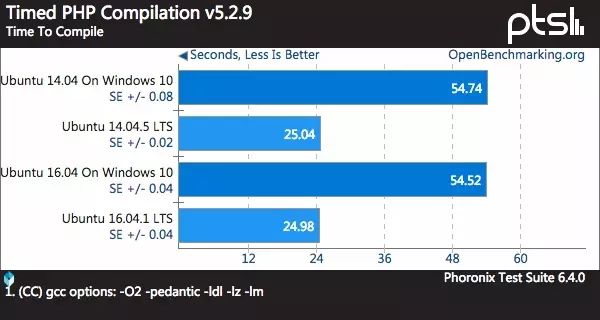 Timed PHP Compilation v5.2.9
Time To Compile
ptsl
◀ Seconds, Less Is Better
OpenBenchmarking.org
Ubuntu 14.04 On Windows 10
SE +/- 0.08
54.74
Ubuntu 14.04.5 LTS
SE +/- 0.02
25.04
Ubuntu 16.04 On Windows 10
SE +/- 0.04
54.52
Ubuntu 16.04.1 LTS
SE +/- 0.04
24.98
12 24 36 48 60
Phoronix Test Suite 6.4.0
1. (CC) gcc options: -O2 -pedantic -ldl -lz -lm